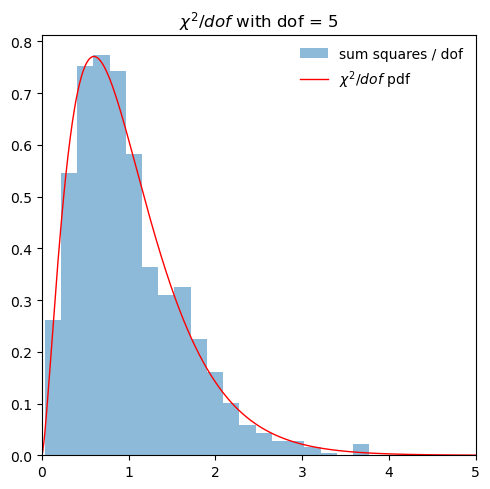 χ²/dof with dof = 5
sum squares / dof
χ²/dof pdf
0.8
0.7
0.6
0.5
0.4
0.3
0.2
0.1
0.0
0 1 2 3 4 5